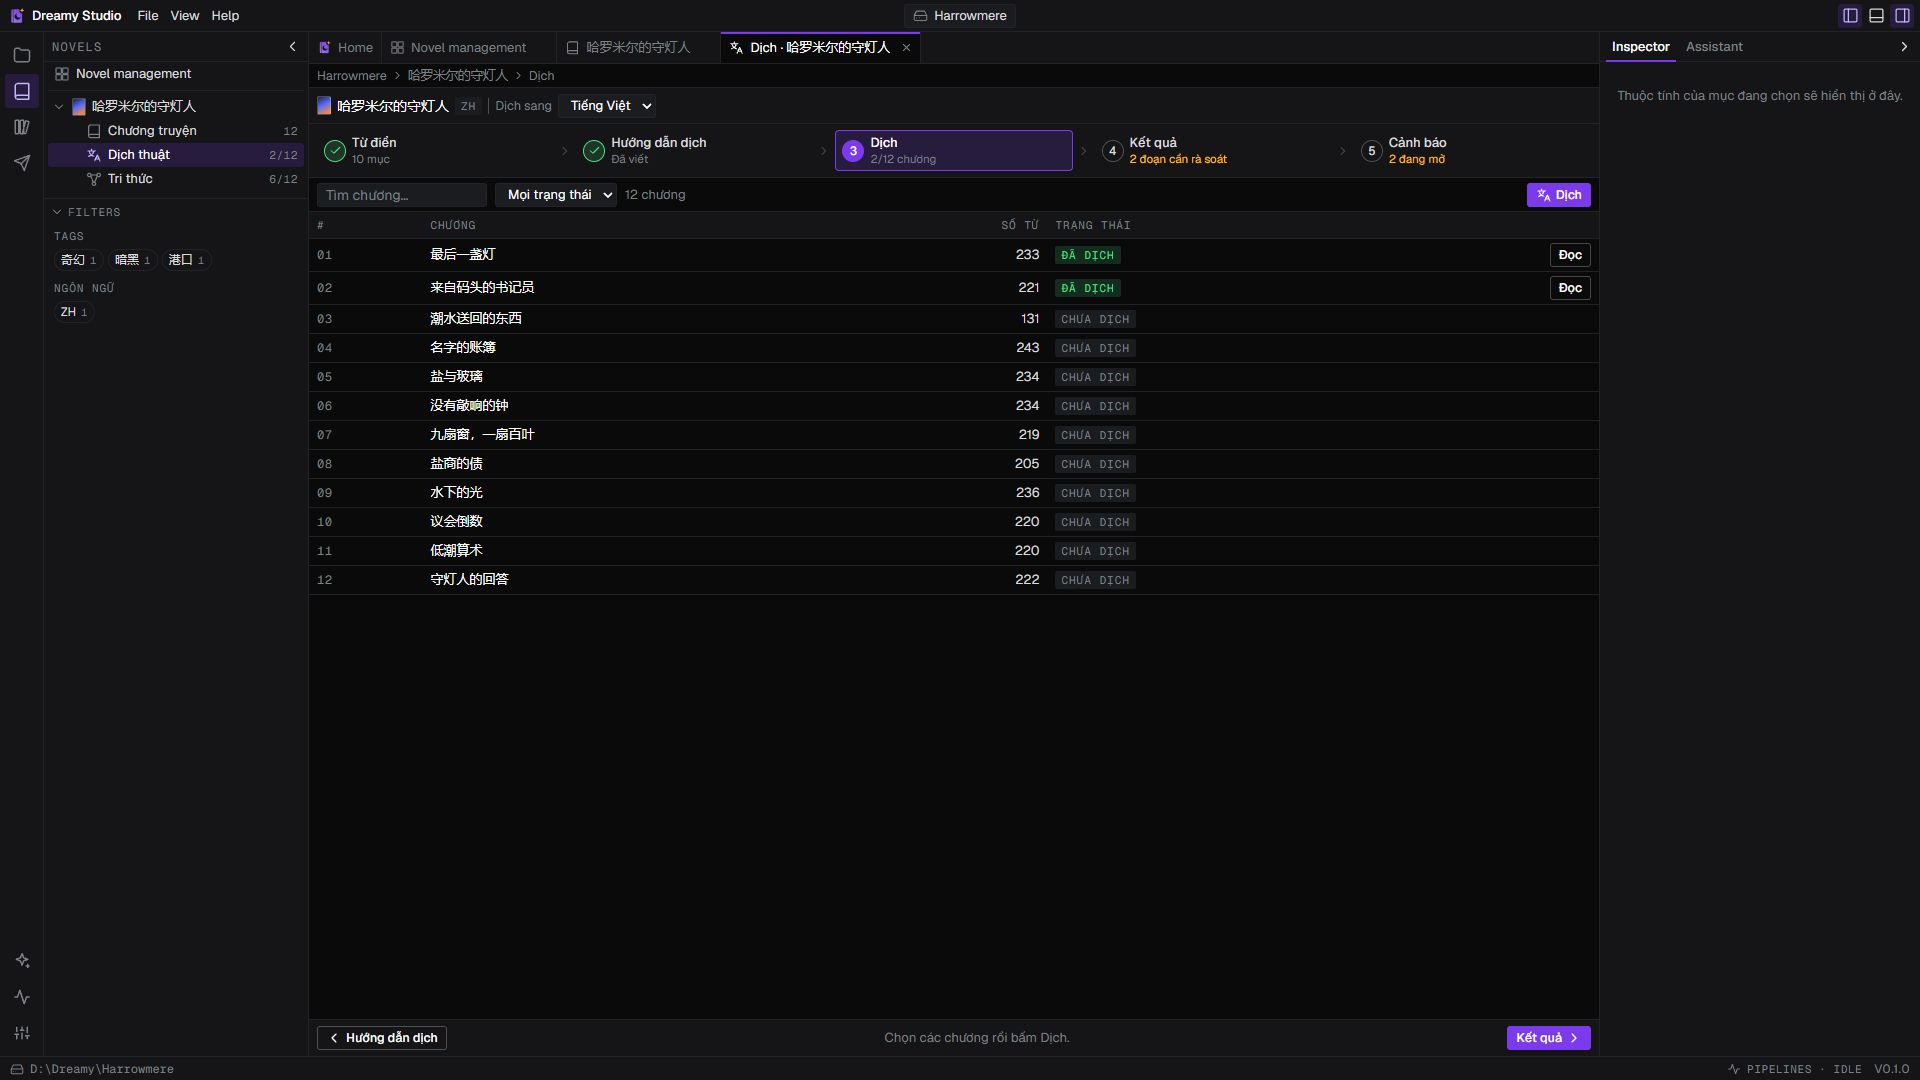 Dreamy Studio File View Help
Harrowmere
NOVELS
Novel management
哈罗米尔的守灯人
Chương truyện 12
Dịch thuật 2/12
Tri thức 6/12
FILTERS
TAGS
奇幻 1 暗黑 1 港口 1
NGÔN NGỮ
ZH 1
Home Novel management 哈罗米尔的守灯人 Dịch · 哈罗米尔的守灯人
Harrowmere > 哈罗米尔的守灯人 > Dịch
哈罗米尔的守灯人 ZH Dịch sang Tiếng Việt
Từ điển
10 mục
Hướng dẫn dịch
Đã viết
3 Dịch
2/12 chương
4 Kết quả
2 đoạn cần rà soát
5 Cảnh báo
2 đang mở
Tìm chương... Mọi trạng thái 12 chương Dịch
# CHƯƠNG SỐ TỪ TRẠNG THÁI
01 最后一盏灯 233 ĐÃ DỊCH Đọc
02 来自码头的书记员 221 ĐÃ DỊCH Đọc
03 潮水送回的东西 131 CHƯA DỊCH
04 名字的账簿 243 CHƯA DỊCH
05 盐与玻璃 234 CHƯA DỊCH
06 没有敲响的钟 234 CHƯA DỊCH
07 九扇窗，一扇百叶 219 CHƯA DỊCH
08 盐商的债 205 CHƯA DỊCH
09 水下的光 236 CHƯA DỊCH
10 议会倒数 220 CHƯA DỊCH
11 低潮算术 220 CHƯA DỊCH
12 守灯人的回答 222 CHƯA DỊCH
Hướng dẫn dịch Chọn các chương rồi bấm Dịch. Kết quả
Inspector Assistant
Thuộc tính của mục đang chọn sẽ hiển thị ở đây.
D:\Dreamy\Harrowmere PIPELINES · IDLE V0.1.0